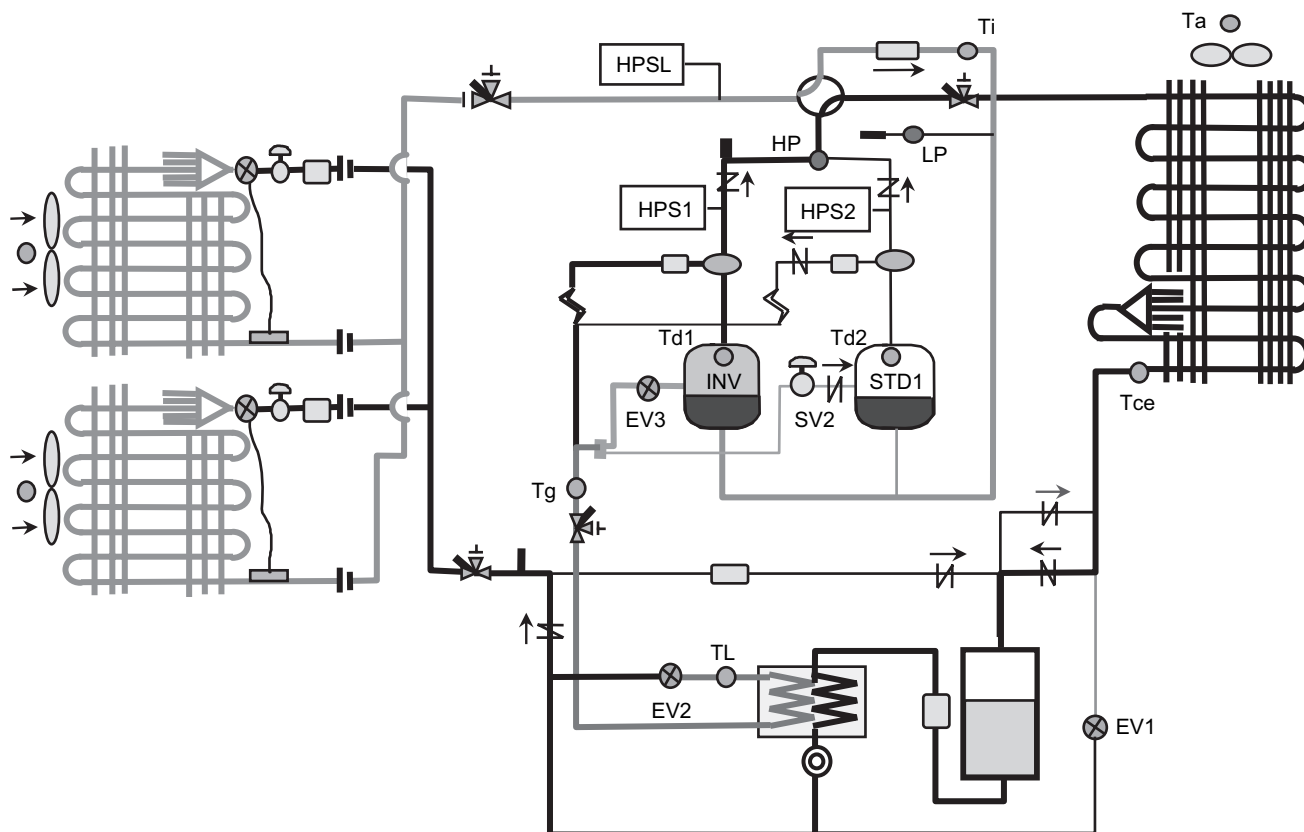 Ta
Ti
HPSL
HP
LP
HPS1
HPS2
Td1
Td2
INV
STD1
EV3
SV2
Tce
Tg
TL
EV2
EV1